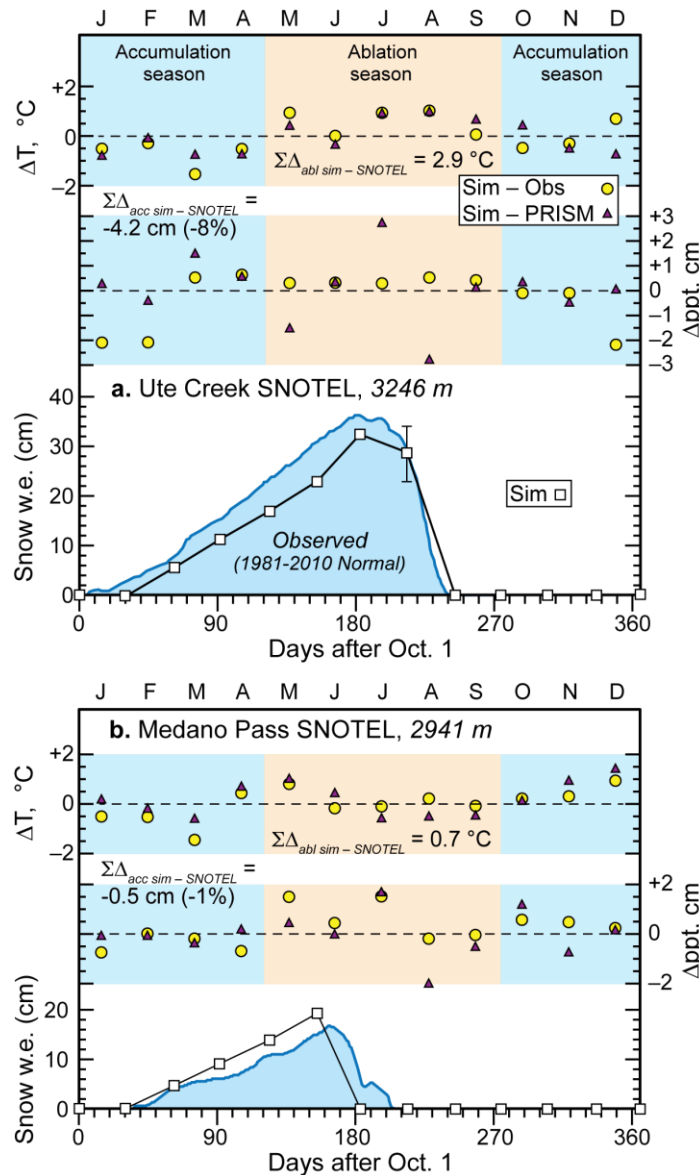 J F M A M J J A S O N D
Accumulation season
Ablation season
Accumulation season
+2
0
−2
ΔT, °C
ΣΔabl sim – SNOTEL = 2.9 °C
Sim – Obs
Sim – PRISM
ΣΔacc sim – SNOTEL =
-4.2 cm (-8%)
+3
+2
+1
0
−1
−2
−3
Δppt, cm
a. Ute Creek SNOTEL, 3246 m
40
30
20
10
0
Snow w.e. (cm)
Sim
Observed
(1981-2010 Normal)
0 90 180 270 360
Days after Oct. 1
J F M A M J J A S O N D
b. Medano Pass SNOTEL, 2941 m
+2
0
−2
ΔT, °C
ΣΔabl sim – SNOTEL = 0.7 °C
ΣΔacc sim – SNOTEL =
-0.5 cm (-1%)
+2
0
−2
Δppt, cm
20
10
0
Snow w.e. (cm)
0 90 180 270 360
Days after Oct. 1